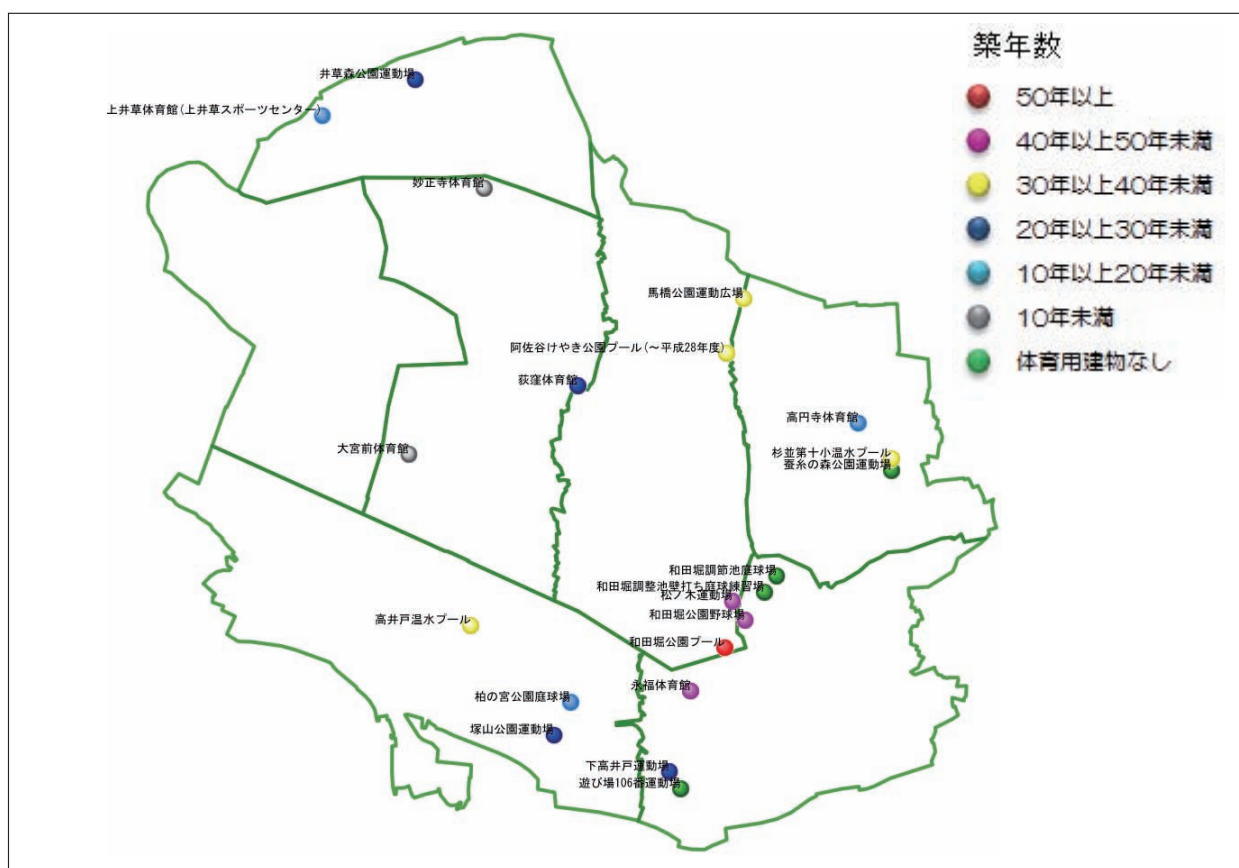 築年数
50年以上
40年以上50年未満
30年以上40年未満
20年以上30年未満
10年以上20年未満
10年未満
体育用建物なし
井草森公園運動場
上井草体育館(上井草スポーツセンター)
妙正寺体育館
馬橋公園運動広場
阿佐谷けやき公園プール(～平成28年度)
荻窪体育館
高円寺体育館
大宮前体育館
杉並第十小温水プール
蚕糸の森公園運動場
和田堀調節池庭球場
和田堀調整池壁打ち庭球練習場
松ノ木運動場
和田堀公園野球場
高井戸温水プール
和田堀公園プール
永福体育館
柏の宮公園庭球場
塚山公園運動場
下高井戸運動場
遊び場106番運動場